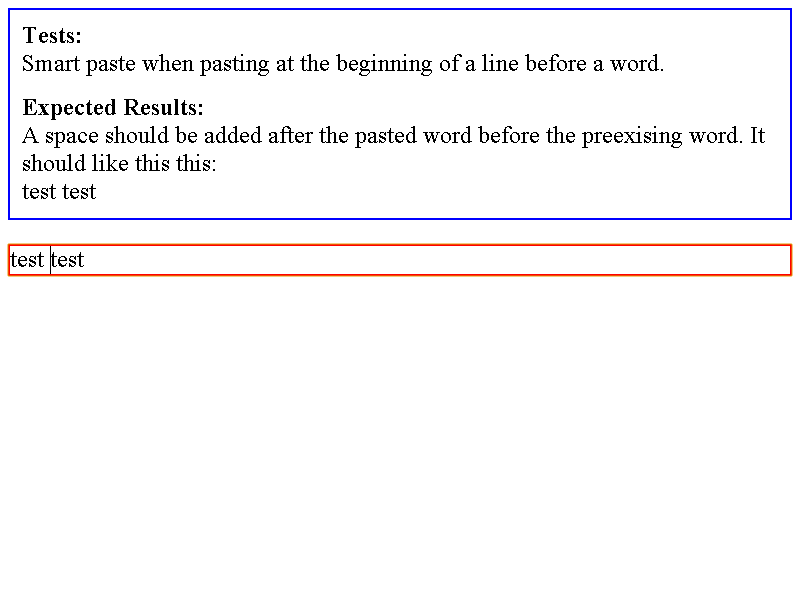 Tests:
Smart paste when pasting at the beginning of a line before a word.
Expected Results:
A space should be added after the pasted word before the preexising word. It
should like this this:
test test
test test